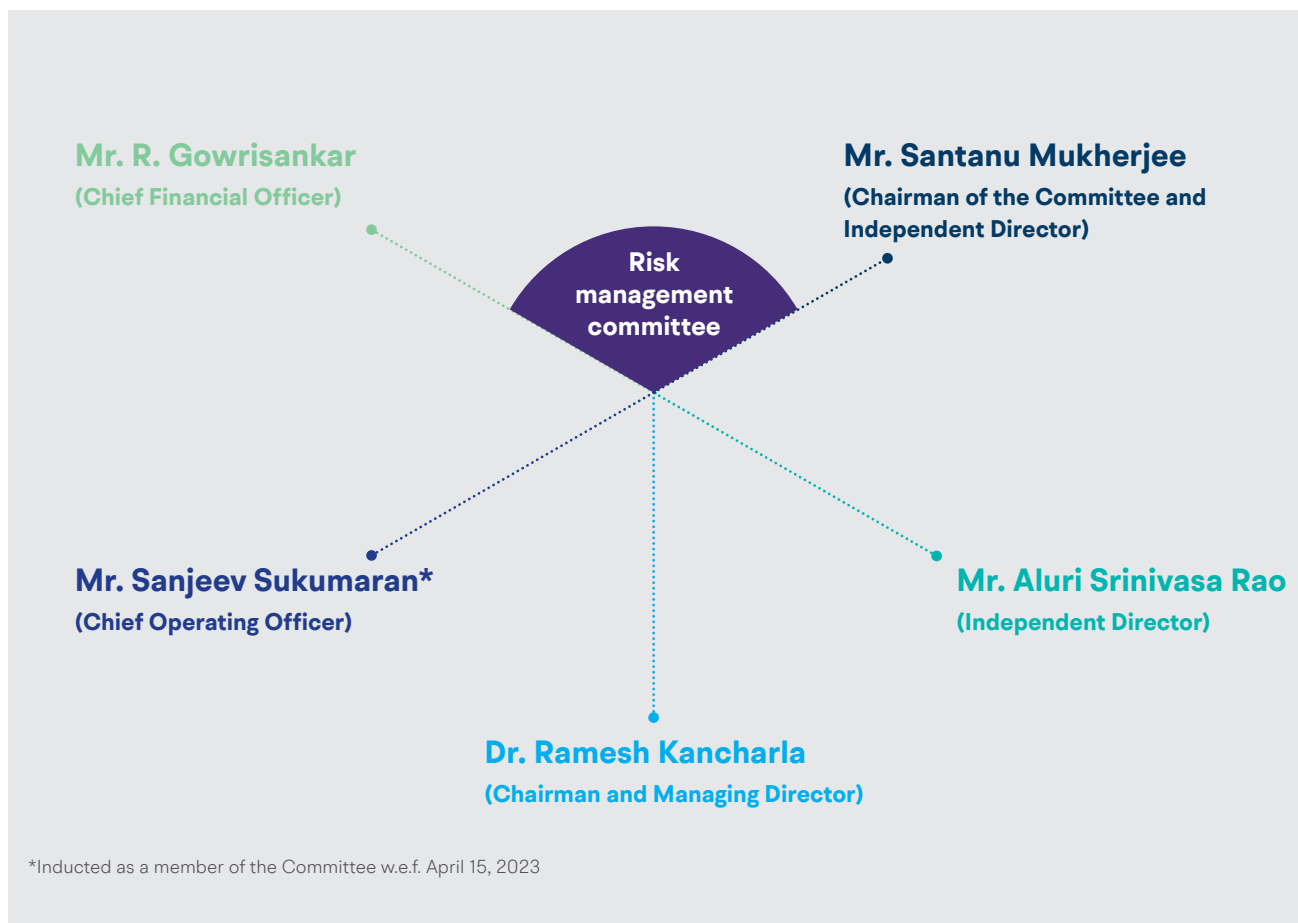 Mr. R. Gowrisankar
(Chief Financial Officer)
Mr. Santanu Mukherjee
(Chairman of the Committee and
Independent Director)
Risk
management
committee
Mr. Sanjeev Sukumaran*
(Chief Operating Officer)
Mr. Aluri Srinivasa Rao
(Independent Director)
Dr. Ramesh Kancharla
(Chairman and Managing Director)
*Inducted as a member of the Committee w.e.f. April 15, 2023